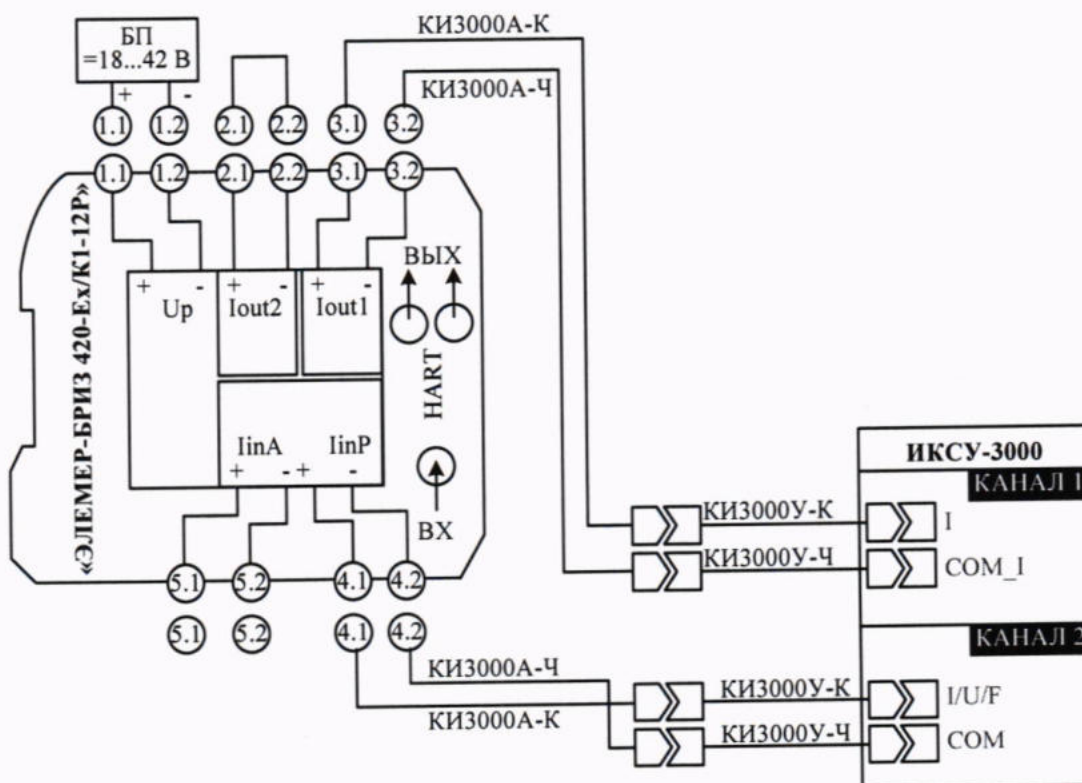 БП
=18...42 В
+ -
КИ3000А-К
КИ3000А-Ч
1.1 1.2 2.1 2.2 3.1 3.2
1.1 1.2 2.1 2.2 3.1 3.2
«ЭЛЕМЕР-БРИЗ 420-Ех/К1-12Р»
+ - + - + -
Up Iout2 Iout1
ВЫХ
HART
IinA IinP
+ - + -
ВХ
5.1 5.2 4.1 4.2
5.1 5.2 4.1 4.2
КИ3000А-Ч
КИ3000А-К
ИКСУ-3000
КАНАЛ 1
КИ3000У-К I
КИ3000У-Ч COM_I
КАНАЛ 2
КИ3000У-К I/U/F
КИ3000У-Ч COM